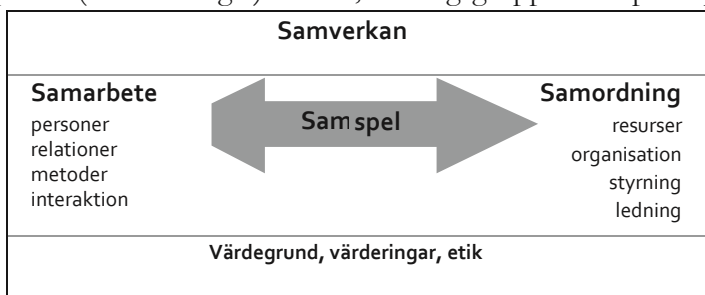 Samverkan
Samarbete
personer
relationer
metoder
interaktion
Samspel
Samordning
resurser
organisation
styrning
ledning
Värdegrund, värderingar, etik